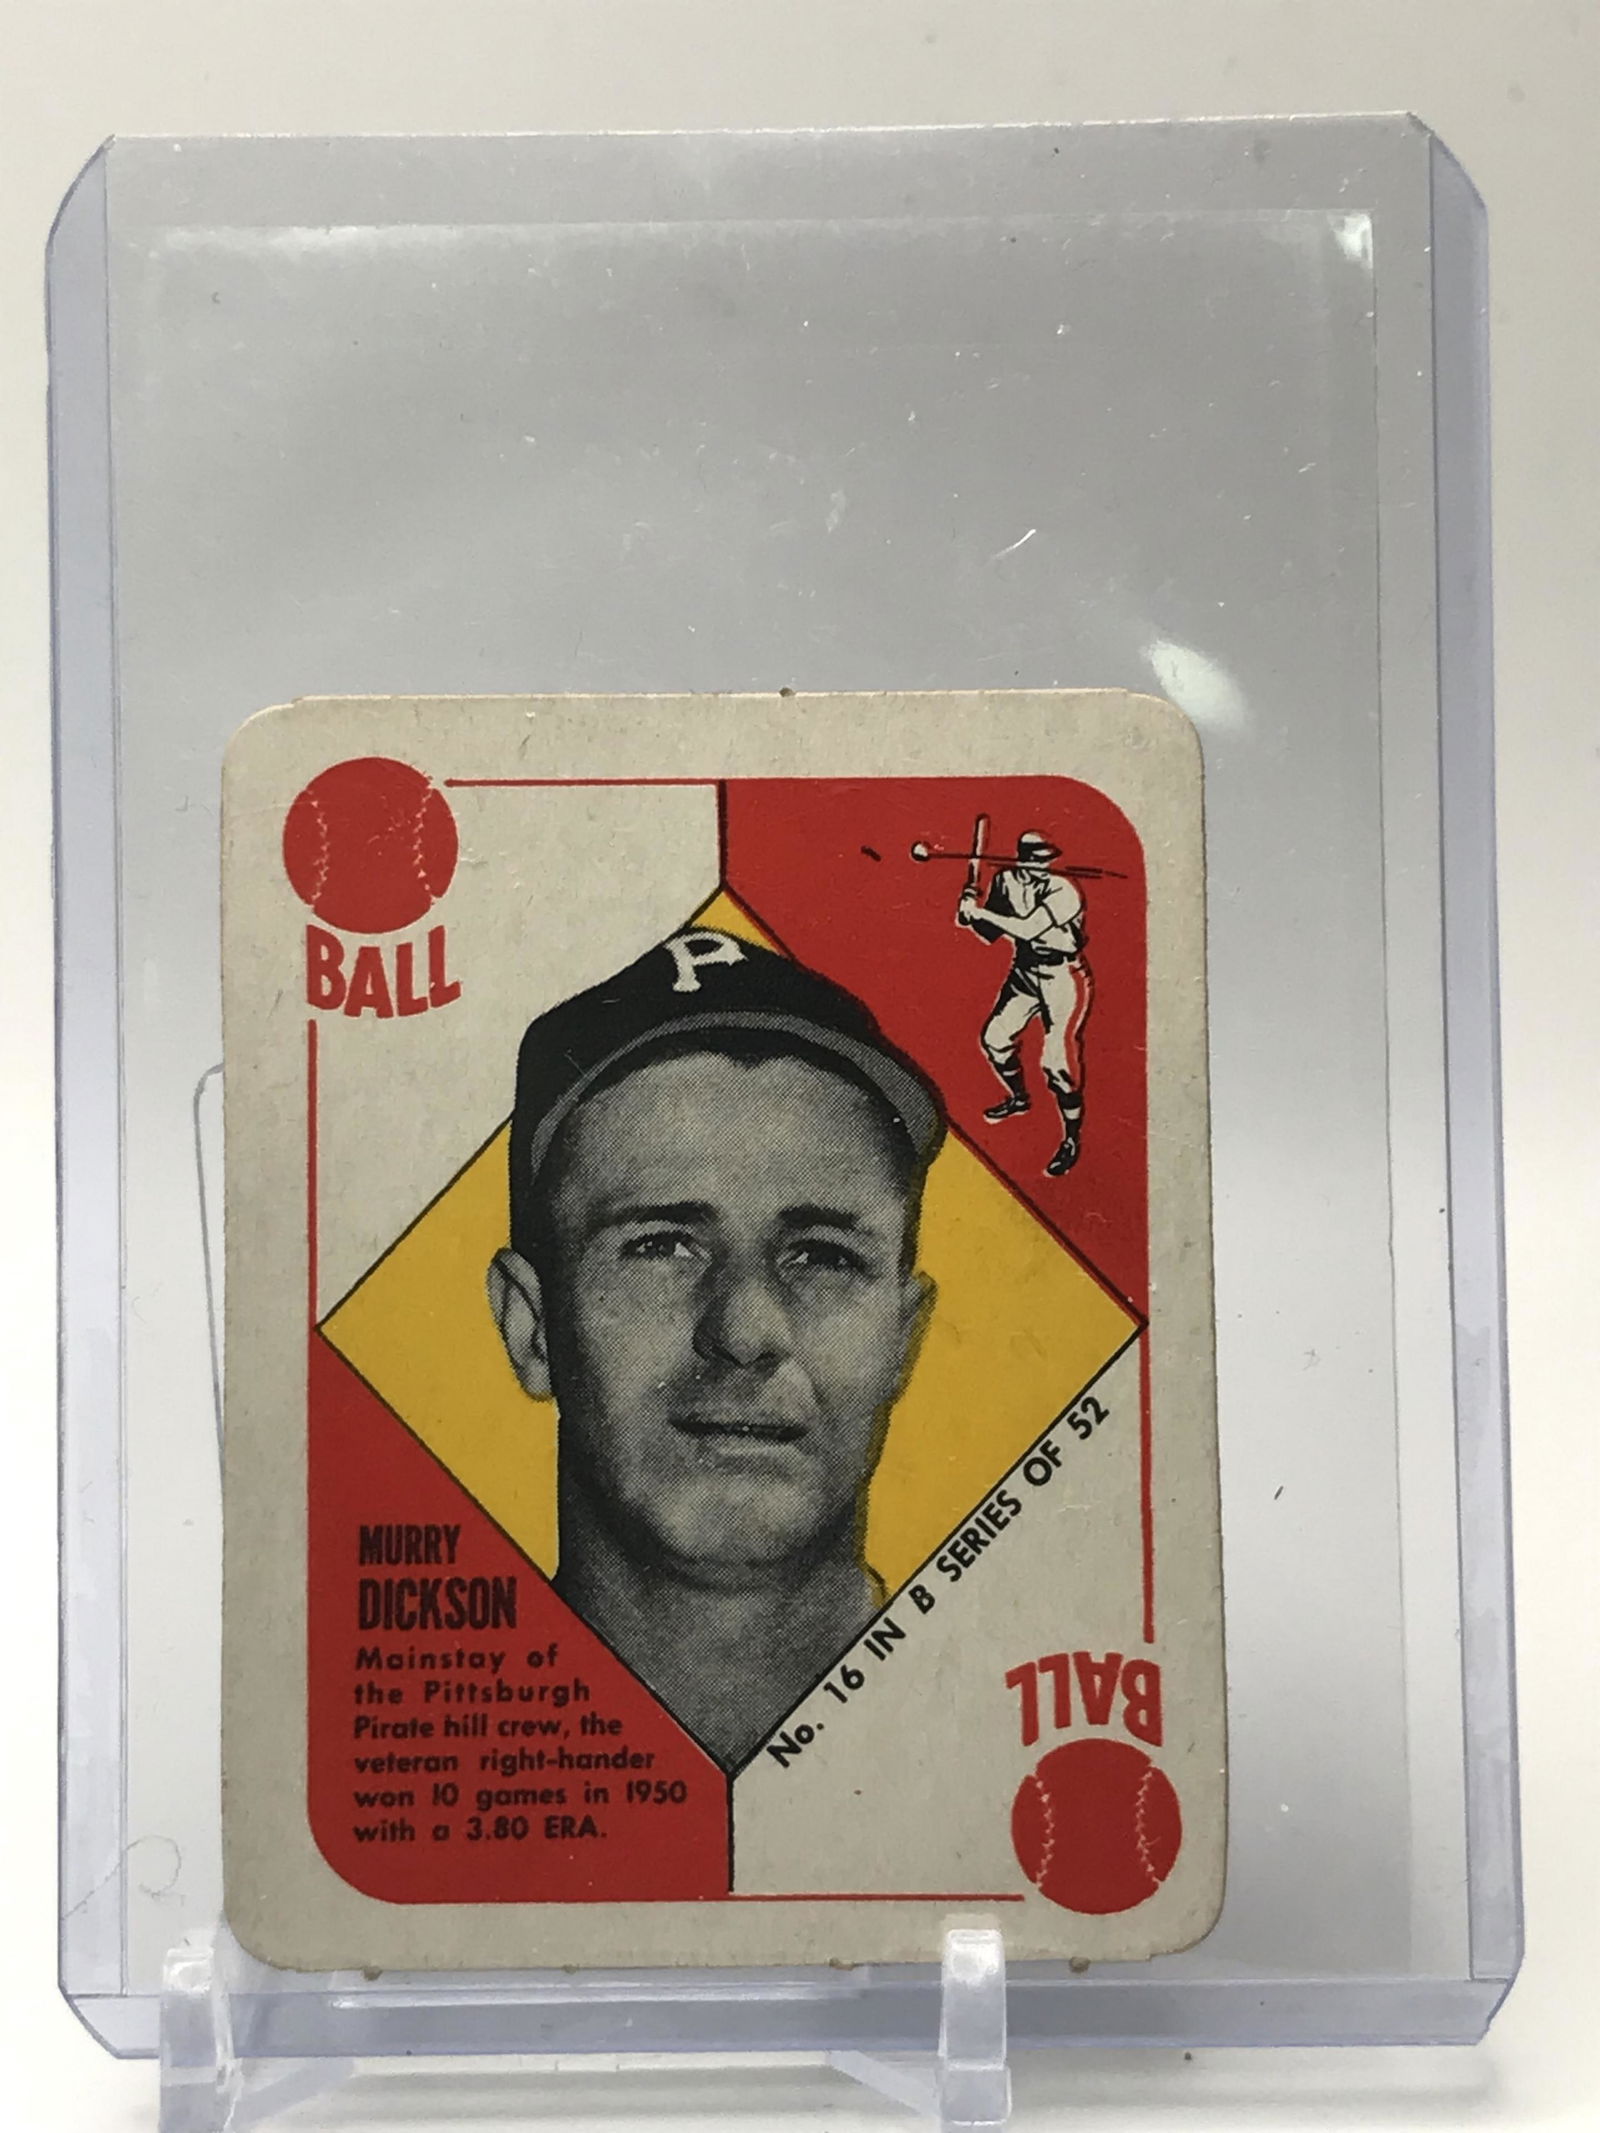 BALL
P
MURRY
DICKSON
Mainstay of
the Pittsburgh
Pirate hill crew, the
veteran right-hander
won 10 games in 1950
with a 3.80 ERA.
No. 16 IN B SERIES OF 52
BALL